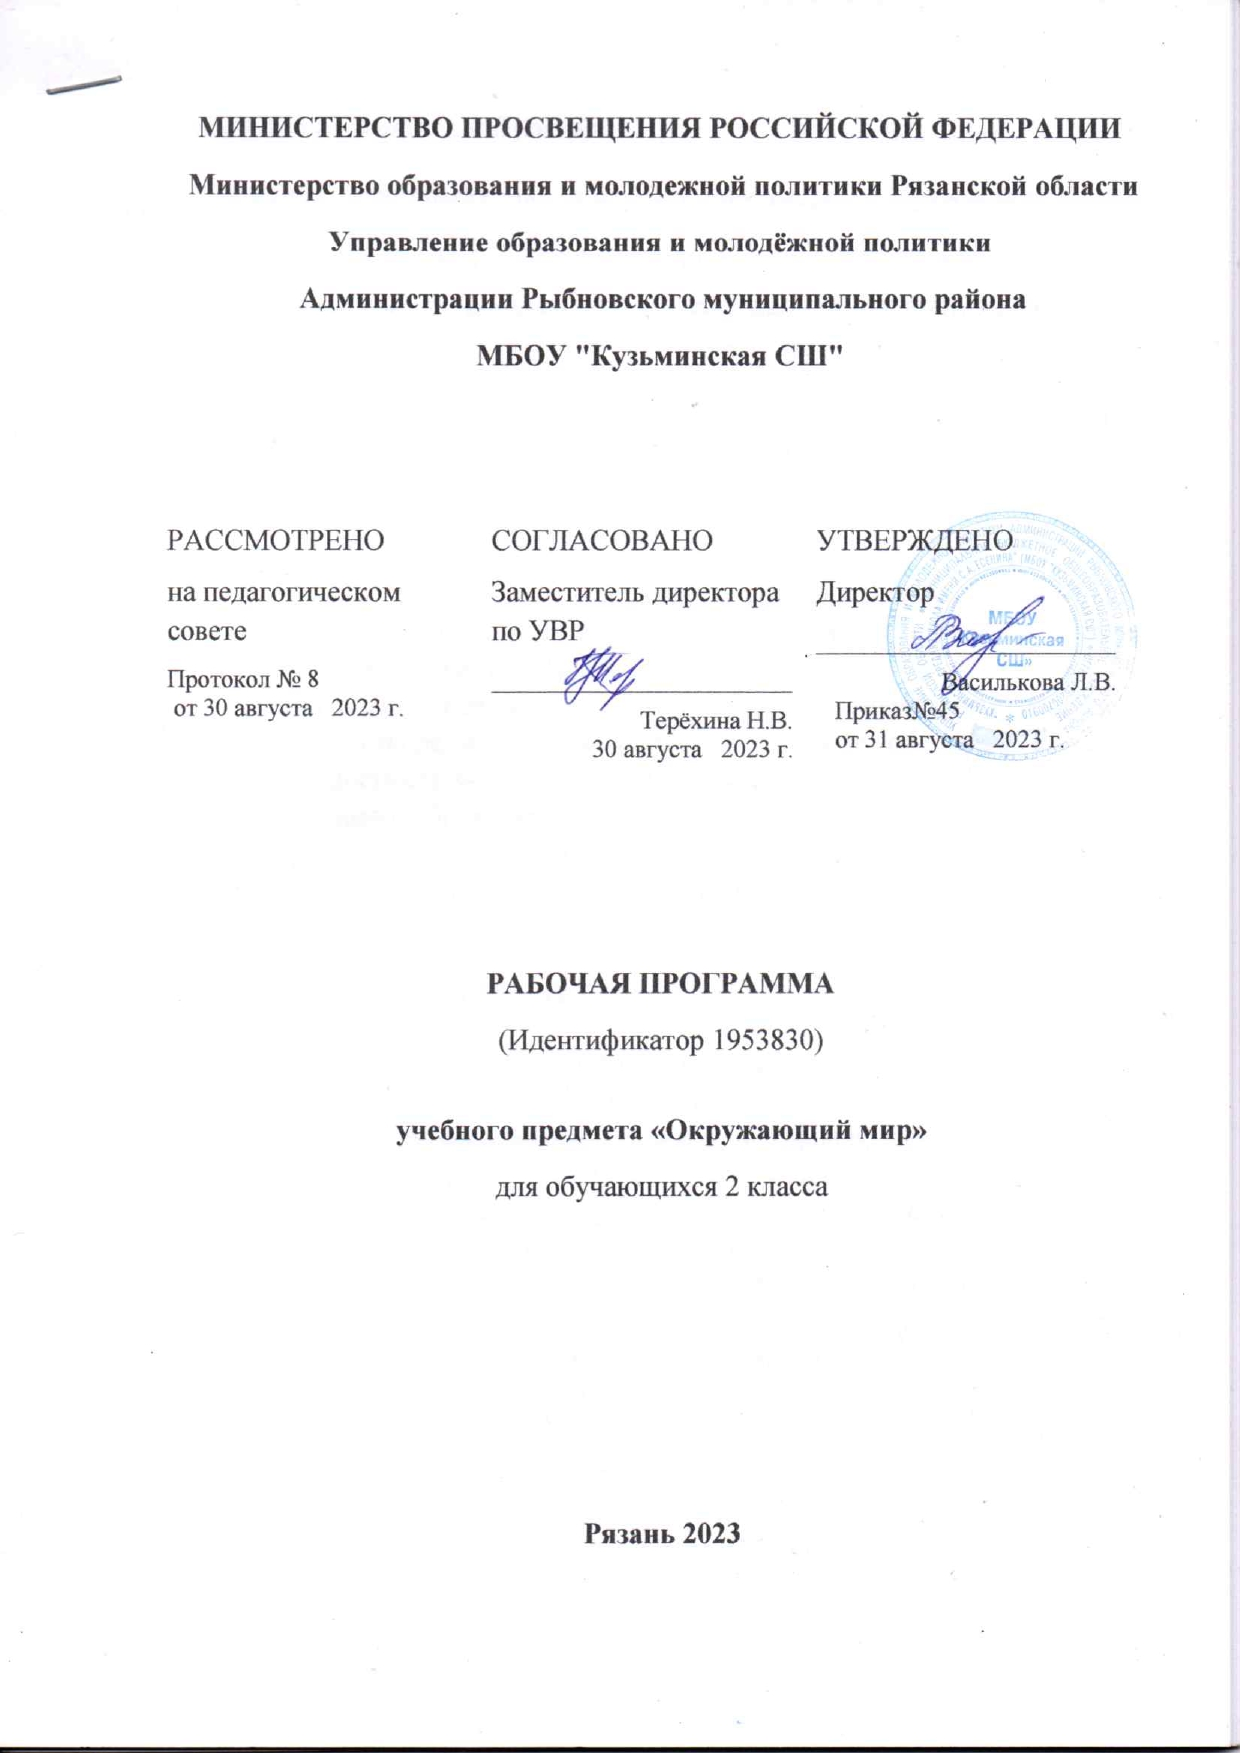 МИНИСТЕРСТВО ПРОСВЕЩЕНИЯ РОССИЙСКОЙ ФЕДЕРАЦИИ
Министерство образования и молодежной политики Рязанской области
Управление образования и молодёжной политики
Администрации Рыбновского муниципального района
МБОУ "Кузьминская СШ"
РАССМОТРЕНО
на педагогическом
совете
Протокол № 8
от 30 августа 2023 г.
СОГЛАСОВАНО
Заместитель директора
по УВР
Терёхина Н.В.
30 августа 2023 г.
УТВЕРЖДЕНО
Директор
МБОУ
СШ»
Василькова Л.В.
Приказ№45
от 31 августа 2023 г.
РАБОЧАЯ ПРОГРАММА
(Идентификатор 1953830)
учебного предмета «Окружающий мир»
для обучающихся 2 класса
Рязань 2023